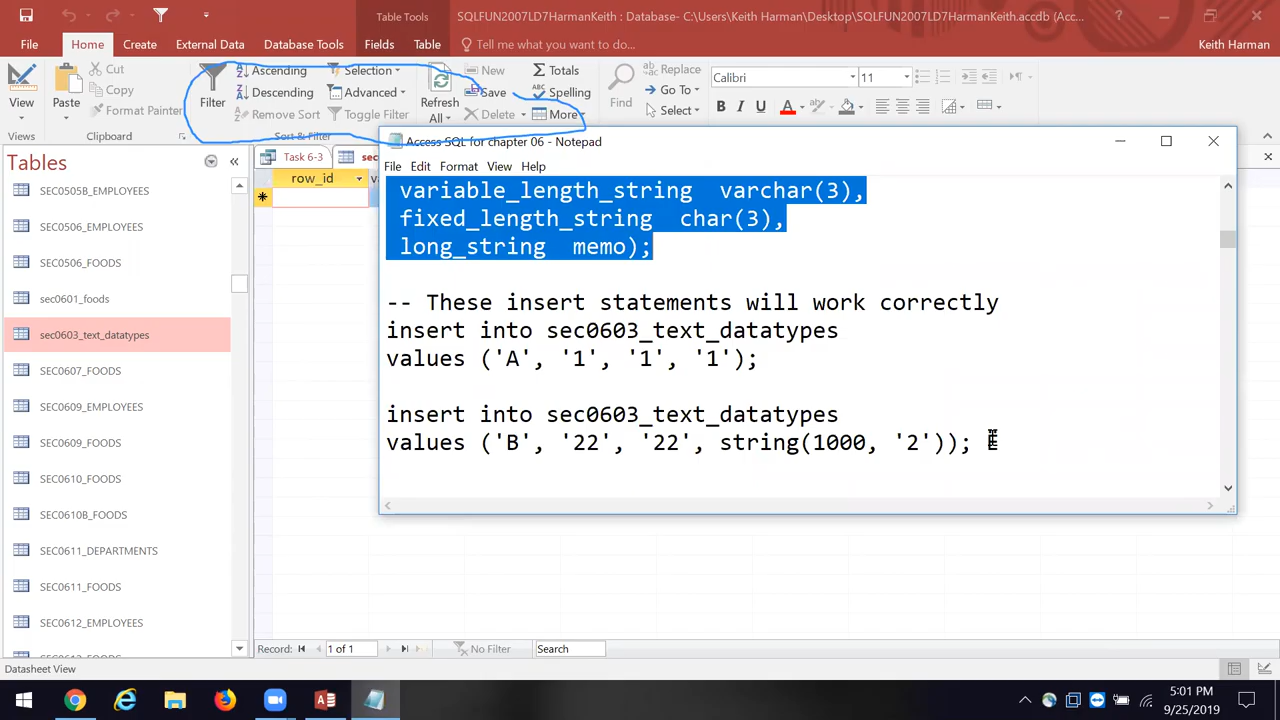 Table Tools
SQLFUN2007LD7HarmanKeith : Database- C:\Users\Keith Harman\Desktop\SQLFUN2007LD7HarmanKeith.accdb (Acc...
File Home Create External Data Database Tools Fields Table Tell me what you want to do... Keith Harman
View
Views
Paste
Cut
Copy
Format Painter
Clipboard
Filter
Ascending
Descending
Remove Sort
Selection
Advanced
Toggle Filter
Sort & Filter
Refresh
All
New
Save
Delete
Totals
Spelling
More
Find
Replace
Go To
Select
Calibri 11
B I U A
Tables
SEC0505B_EMPLOYEES
SEC0506_EMPLOYEES
SEC0506_FOODS
sec0601_foods
sec0603_text_datatypes
SEC0607_FOODS
SEC0609_EMPLOYEES
SEC0609_FOODS
SEC0610_FOODS
SEC0610B_FOODS
SEC0611_DEPARTMENTS
SEC0611_FOODS
SEC0612_EMPLOYEES
Task 6-3 sec
row_id
Access SQL for chapter 06 - Notepad
File Edit Format View Help
variable_length_string varchar(3),
fixed_length_string char(3),
long_string memo);
-- These insert statements will work correctly
insert into sec0603_text_datatypes
values ('A', '1', '1', '1');
insert into sec0603_text_datatypes
values ('B', '22', '22', string(1000, '2'));
Record: 1 of 1 No Filter Search
Datasheet View
5:01 PM
9/25/2019